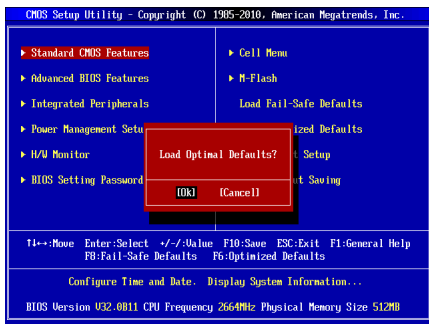 CMOS Setup Utility - Copyright (C) 1985-2010, American Megatrends, Inc.
Standard CMOS Features
Advanced BIOS Features
Integrated Peripherals
Power Management Setu
H/W Monitor
BIOS Setting Password
Cell Menu
M-Flash
Load Fail-Safe Defaults
ized Defaults
t Setup
ut Saving
Load Optimal Defaults?
[Ok] [Cancel]
↑↓←→:Move Enter:Select +/-/:Value F10:Save ESC:Exit F1:General Help
F8:Fail-Safe Defaults F6:Optimized Defaults
Configure Time and Date. Display System Information...
BIOS Version V32.0B11 CPU Frequency 2664MHz Physical Memory Size 512MB